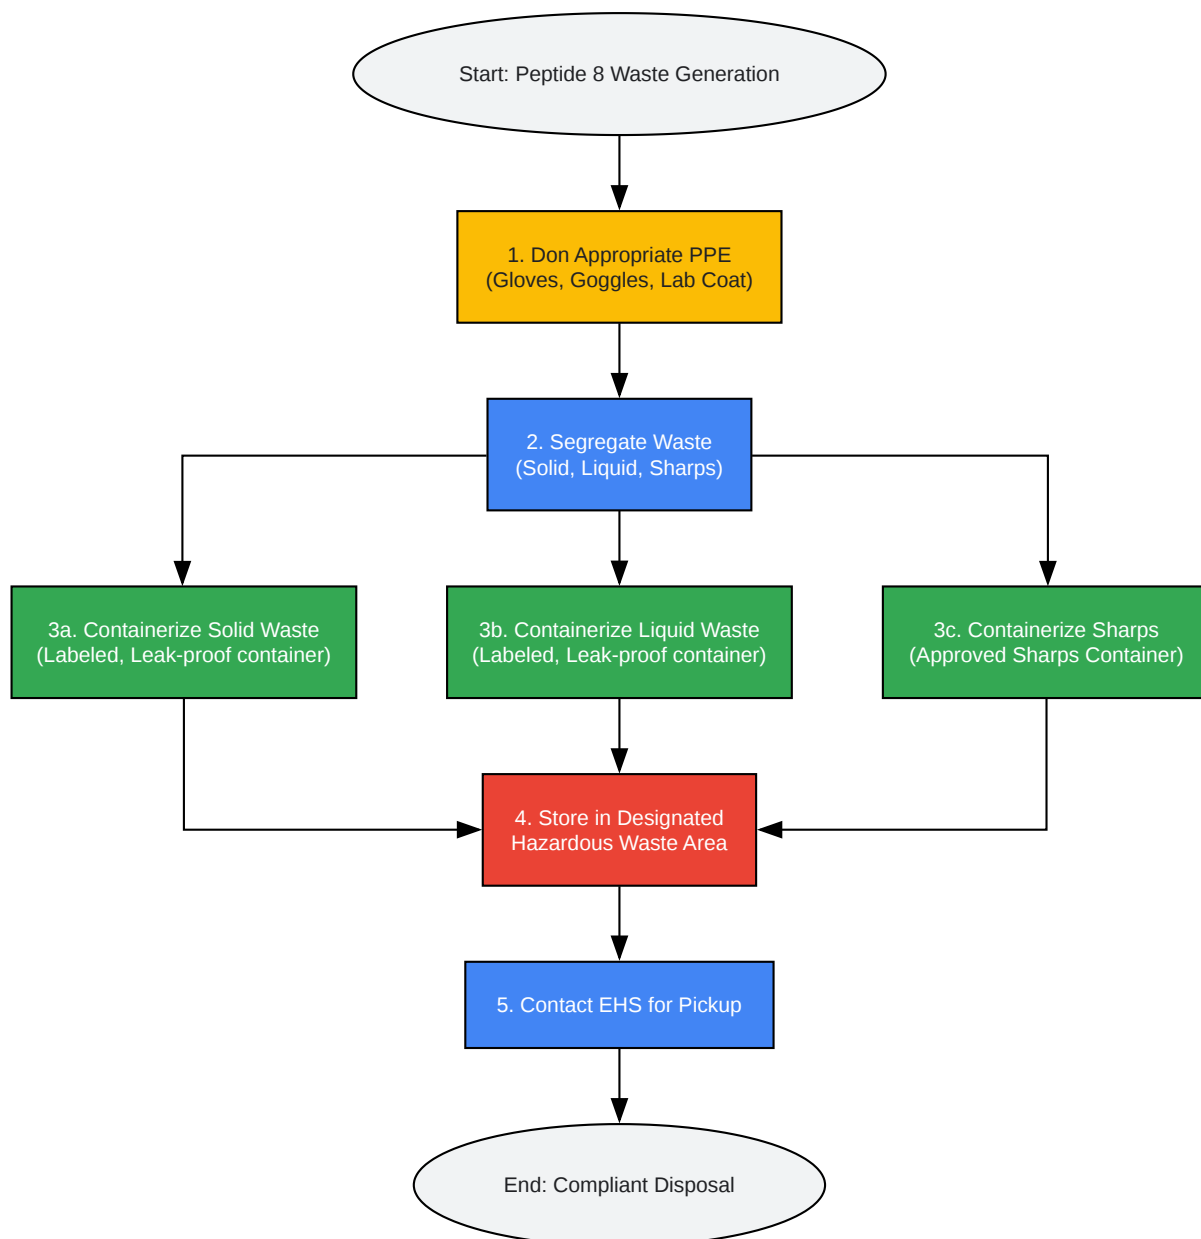 Start: Peptide 8 Waste Generation
1. Don Appropriate PPE
(Gloves, Goggles, Lab Coat)
2. Segregate Waste
(Solid, Liquid, Sharps)
3a. Containerize Solid Waste
(Labeled, Leak-proof container)
3b. Containerize Liquid Waste
(Labeled, Leak-proof container)
3c. Containerize Sharps
(Approved Sharps Container)
4. Store in Designated
Hazardous Waste Area
5. Contact EHS for Pickup
End: Compliant Disposal